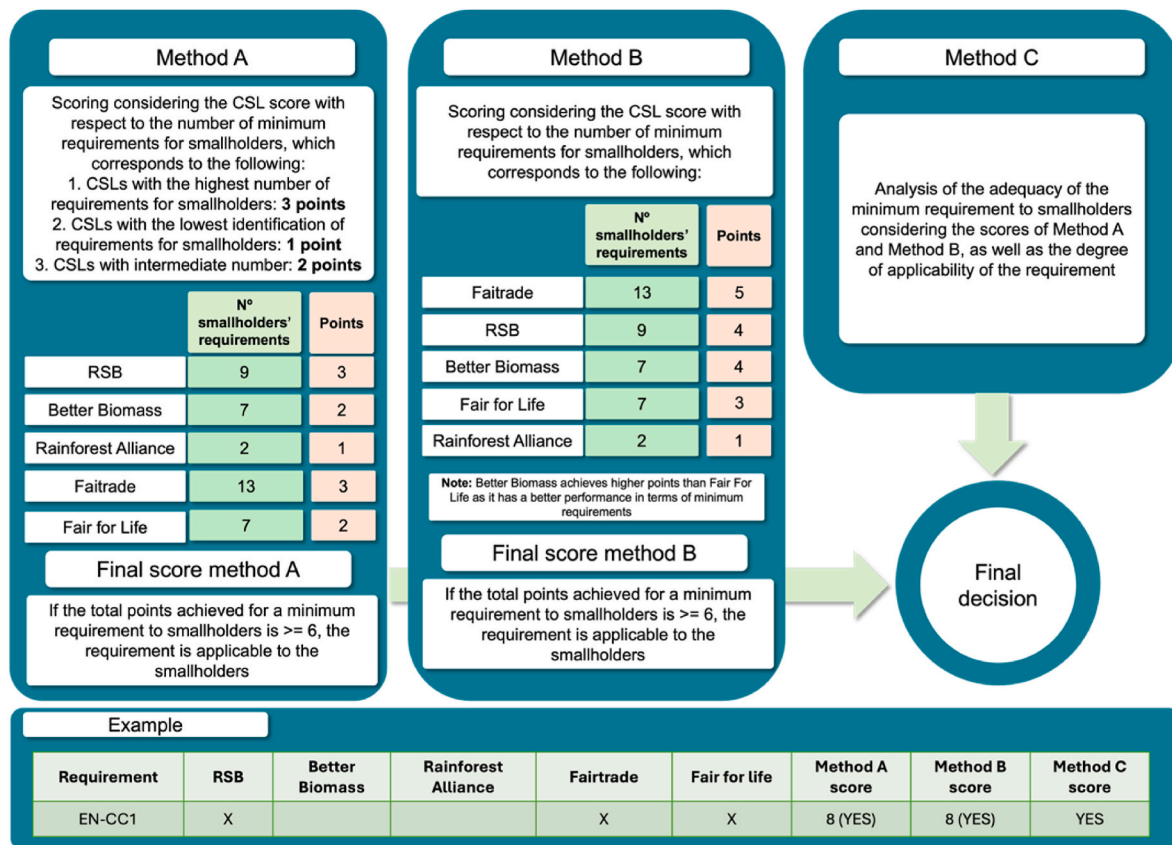 Method A
Scoring considering the CSL score with
respect to the number of minimum
requirements for smallholders, which
corresponds to the following:
1. CSLs with the highest number of
requirements for smallholders: 3 points
2. CSLs with the lowest identification of
requirements for smallholders: 1 point
3. CSLs with intermediate number: 2 points
Nº
smallholders'
requirements
Points
RSB 9 3
Better Biomass 7 2
Rainforest Alliance 2 1
Faitrade 13 3
Fair for Life 7 2
Final score method A
If the total points achieved for a minimum
requirement to smallholders is >= 6, the
requirement is applicable to the
smallholders
Method B
Scoring considering the CSL score with
respect to the number of minimum
requirements for smallholders, which
corresponds to the following:
Nº
smallholders'
requirements
Points
Faitrade 13 5
RSB 9 4
Better Biomass 7 4
Fair for Life 7 3
Rainforest Alliance 2 1
Note: Better Biomass achieves higher points than Fair For
Life as it has a better performance in terms of minimum
requirements
Final score method B
If the total points achieved for a minimum
requirement to smallholders is >= 6, the
requirement is applicable to the
smallholders
Method C
Analysis of the adequacy of the
minimum requirement to smallholders
considering the scores of Method A
and Method B, as well as the degree
of applicability of the requirement
Final
decision
Example
Requirement RSB Better Biomass Rainforest Alliance Fairtrade Fair for life Method A score Method B score Method C score
EN-CC1 X X X 8 (YES) 8 (YES) YES